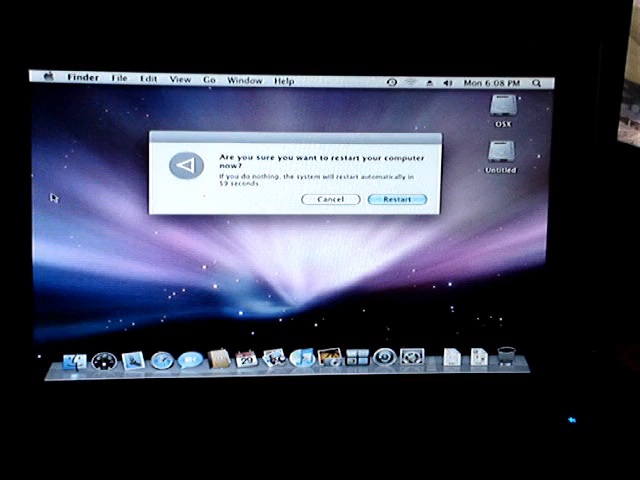 Finder File Edit View Go Window Help Mon 6:08 PM
OSX
Untitled
Are you sure you want to restart your computer
now?
If you do nothing, the system will restart automatically in
59 seconds.
Cancel Restart
29